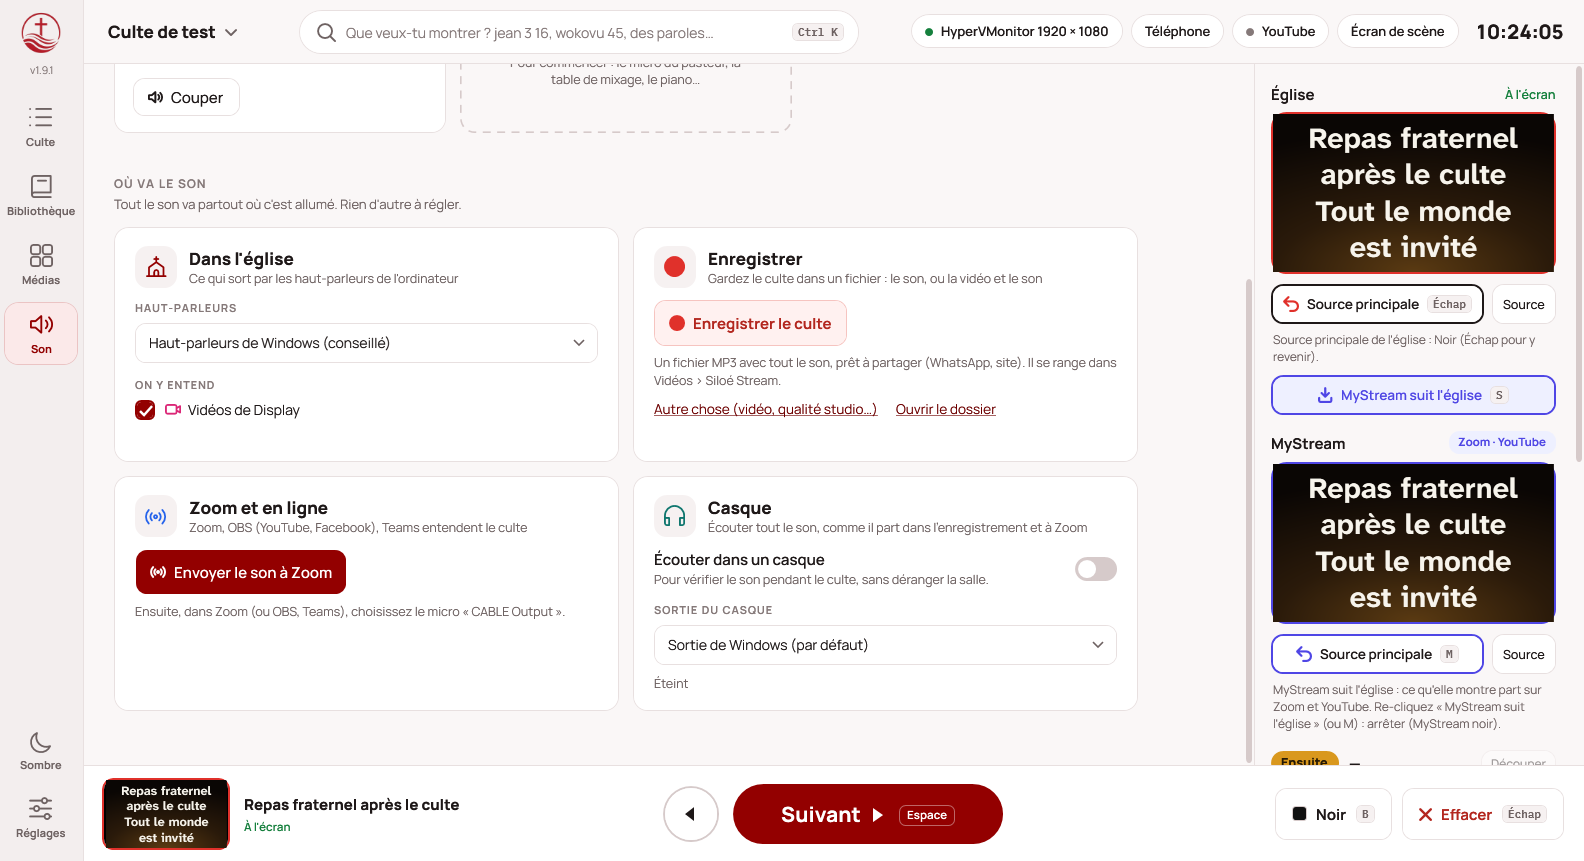 v1.9.1
Culte
Bibliothèque
Médias
Son
Sombre
Réglages
Culte de test
Que veux-tu montrer ? jean 3 16, wokovu 45, des paroles...
Ctrl K
HyperVMonitor 1920 × 1080
Téléphone
YouTube
Écran de scène
10:24:05
Couper
Pour commencer : le micro du pasteur, la
table de mixage, le piano...
OÙ VA LE SON
Tout le son va partout où c'est allumé. Rien d'autre à régler.
Dans l'église
Ce qui sort par les haut-parleurs de l'ordinateur
HAUT-PARLEURS
Haut-parleurs de Windows (conseillé)
ON Y ENTEND
Vidéos de Display
Enregistrer
Gardez le culte dans un fichier : le son, ou la vidéo et le son
Enregistrer le culte
Un fichier MP3 avec tout le son, prêt à partager (WhatsApp, site). Il se range dans
Vidéos > Siloé Stream.
Autre chose (vidéo, qualité studio...)
Ouvrir le dossier
Zoom et en ligne
Zoom, OBS (YouTube, Facebook), Teams entendent le culte
Envoyer le son à Zoom
Ensuite, dans Zoom (ou OBS, Teams), choisissez le micro « CABLE Output ».
Casque
Écouter tout le son, comme il part dans l'enregistrement et à Zoom
Écouter dans un casque
Pour vérifier le son pendant le culte, sans déranger la salle.
SORTIE DU CASQUE
Sortie de Windows (par défaut)
Éteint
Église
À l'écran
Repas fraternel
après le culte
Tout le monde
est invité
Source principale
Échap
Source
Source principale de l'église : Noir (Échap pour y
revenir).
MyStream suit l'église
S
MyStream
Zoom · YouTube
Repas fraternel
après le culte
Tout le monde
est invité
Source principale
M
Source
MyStream suit l'église : ce qu'elle montre part sur
Zoom et YouTube. Re-cliquez « MyStream suit
l'église » (ou M) : arrêter (MyStream noir).
Ensuite
Découper
Repas fraternel
après le culte
Tout le monde
est invité
Repas fraternel après le culte
À l'écran
Suivant
Espace
Noir
B
Effacer
Échap